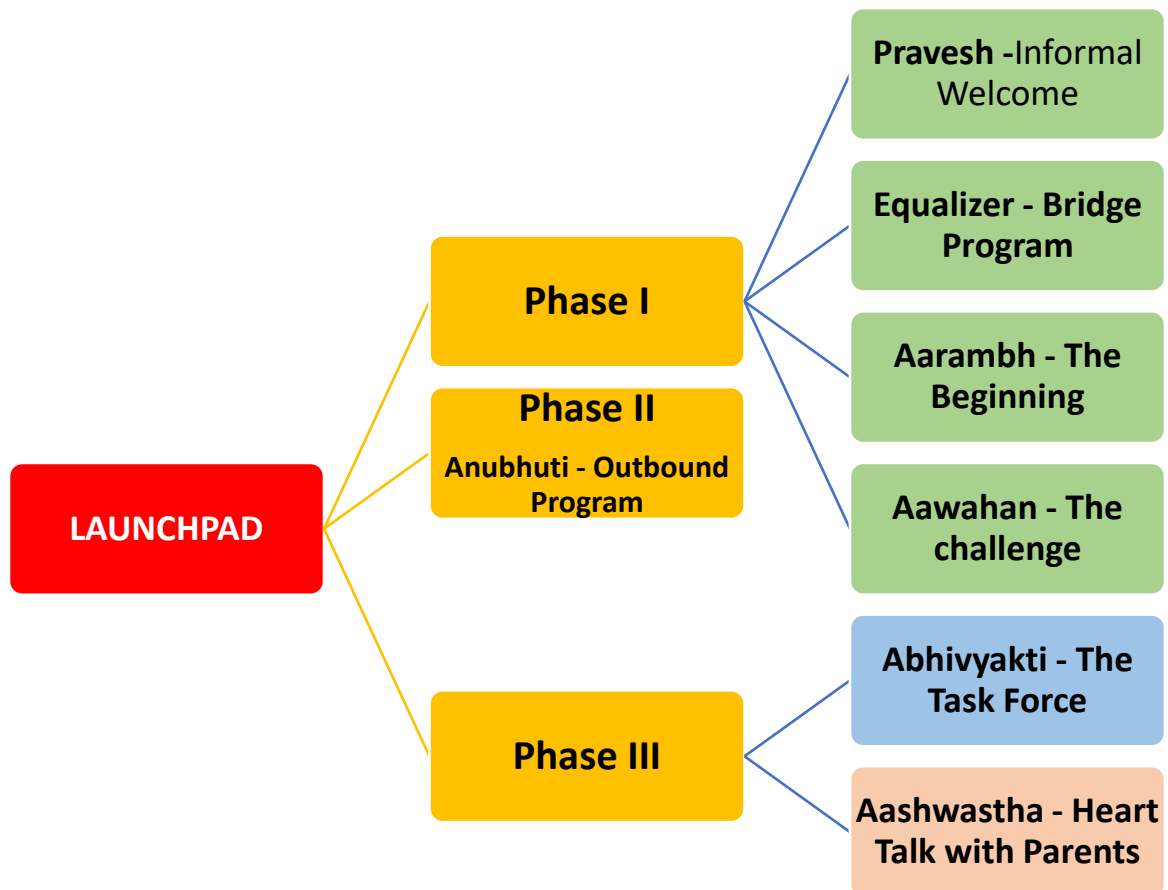 LAUNCHPAD
Phase I
Pravesh -Informal
Welcome
Equalizer - Bridge
Program
Aarambh - The
Beginning
Aawahan - The
challenge
Phase II
Anubhuti - Outbound
Program
Phase III
Abhivyakti - The
Task Force
Aashwastha - Heart
Talk with Parents